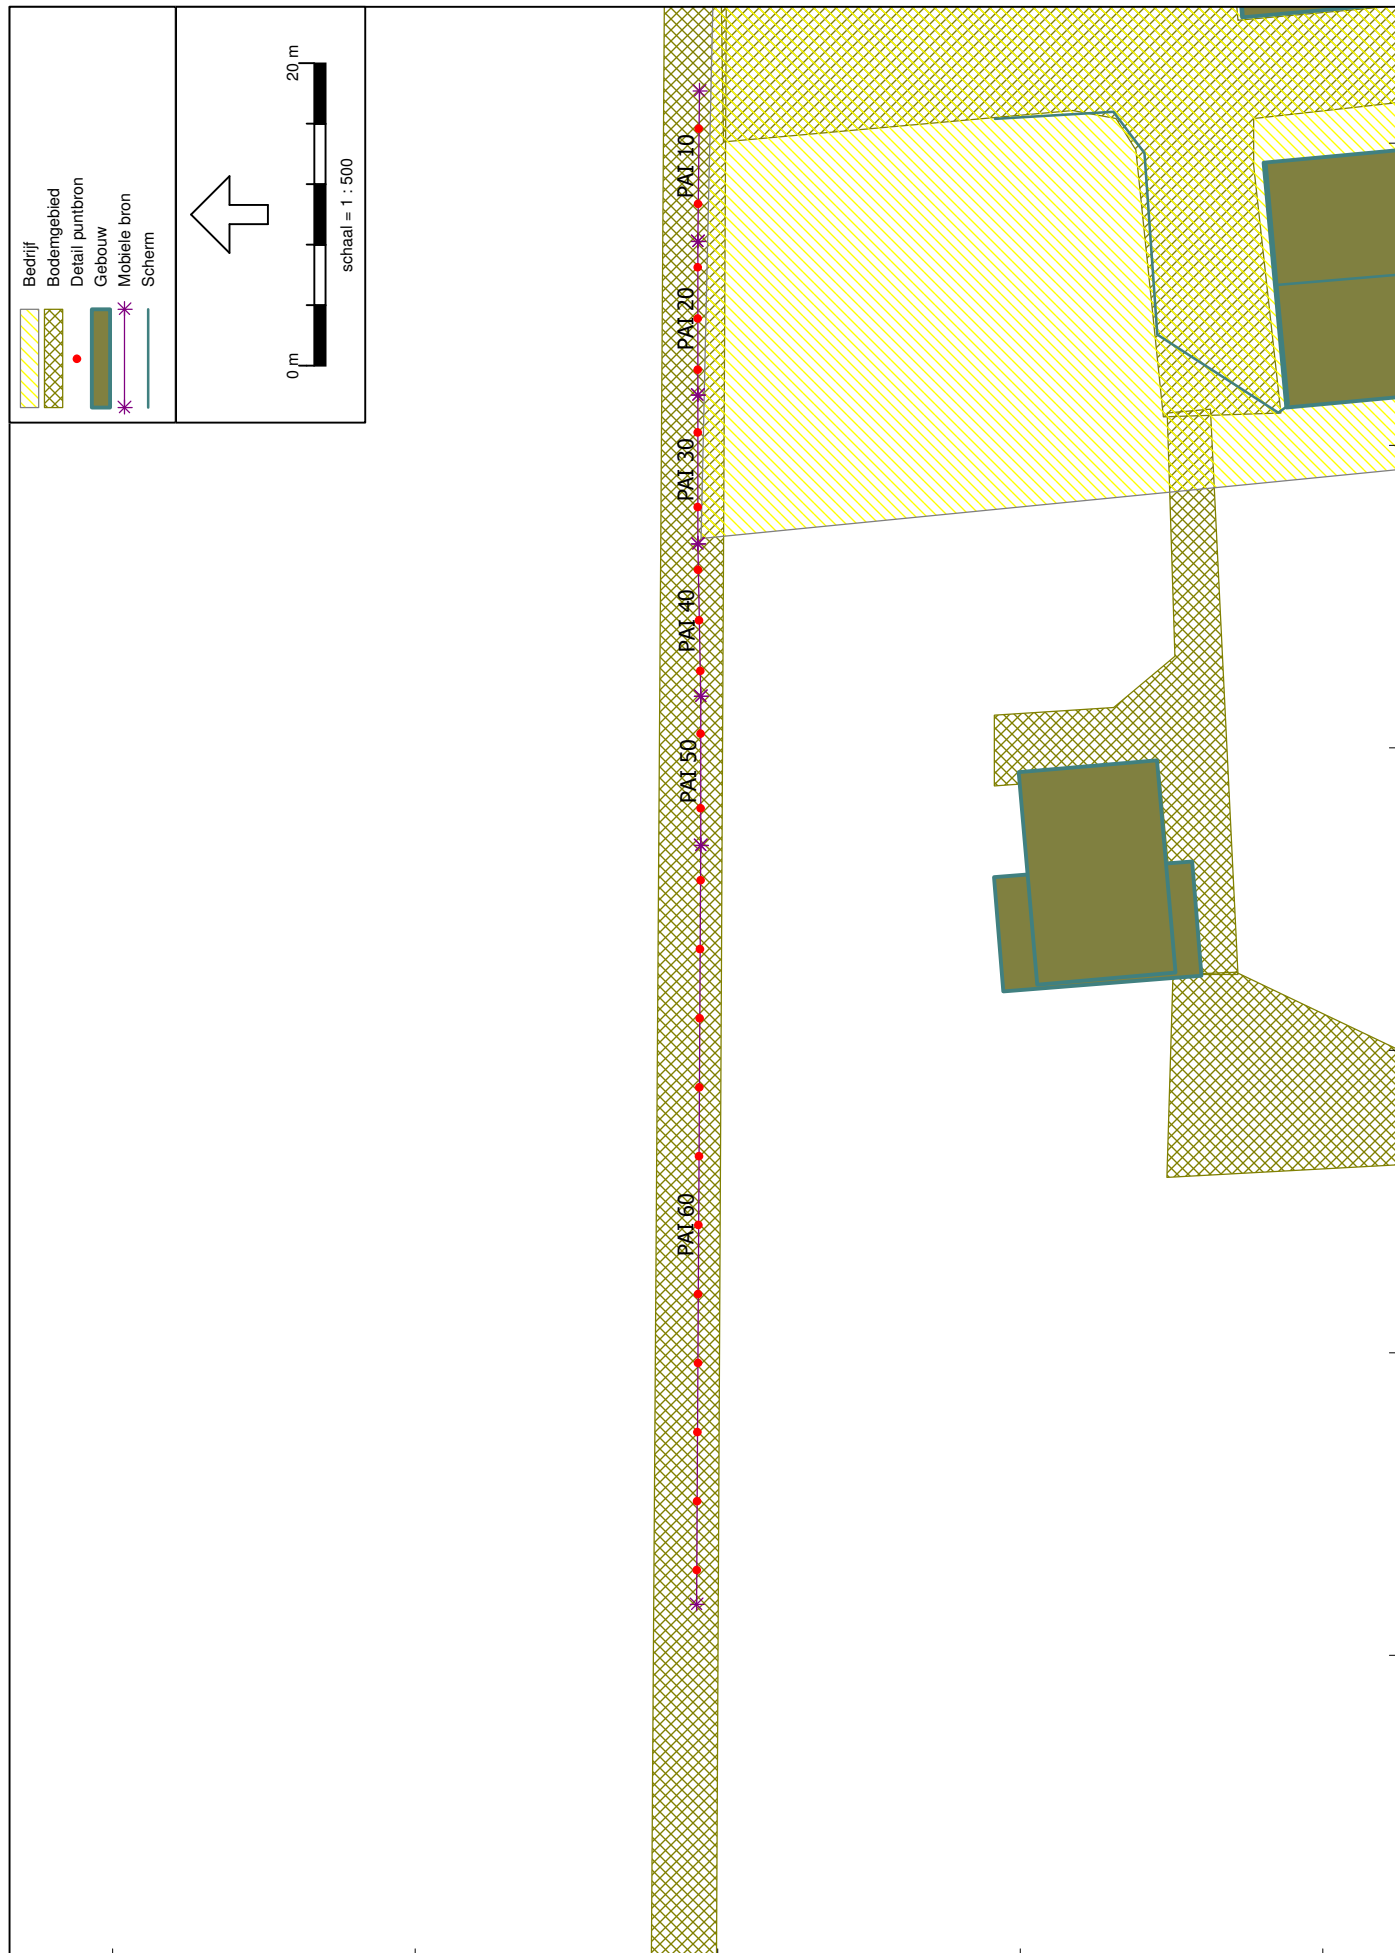 Bedrijf
Bodemgebied
Detail puntbron
Gebouw
Mobiele bron
Scherm
0 m
20 m
schaal = 1 : 500
PAI 10
PAI 20
PAI 30
PAI 40
PAI 50
PAI 60